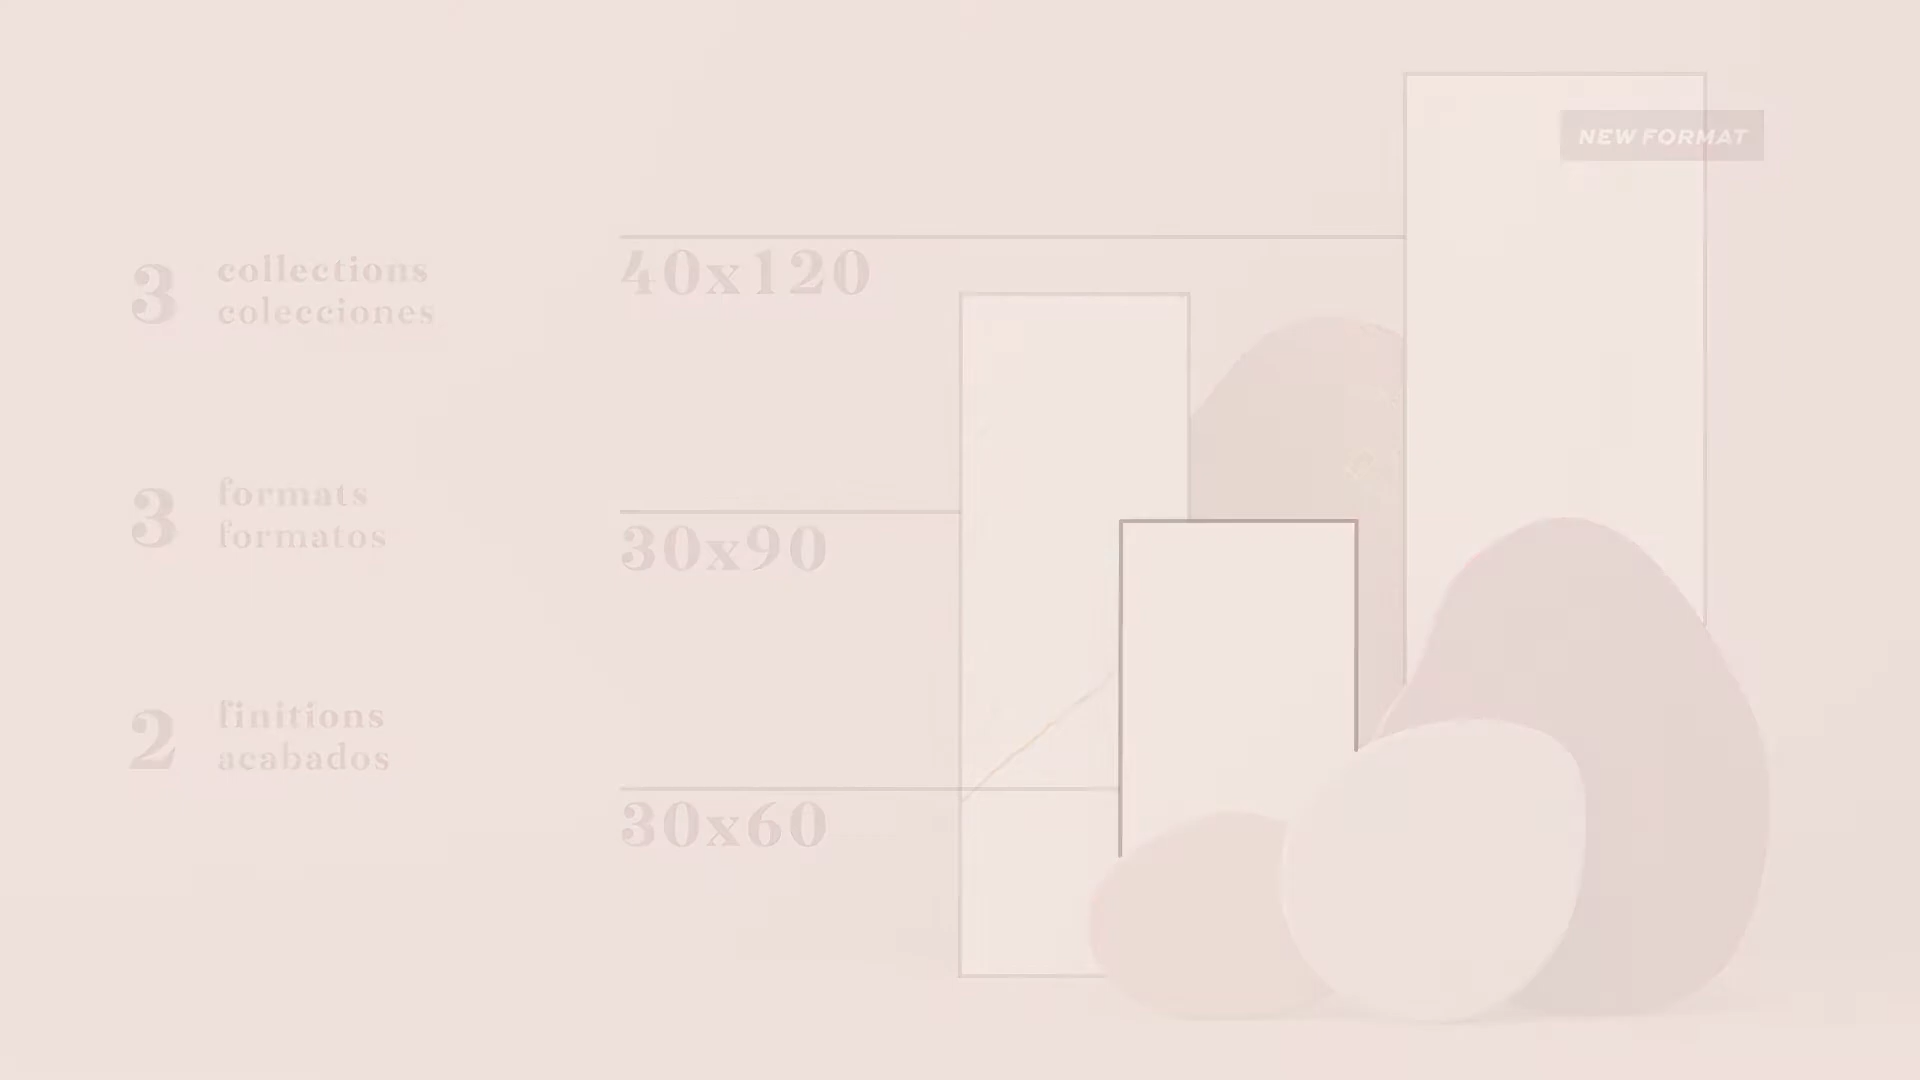 NEW FORMAT
3
collections
colecciones
40x120
3
formats
formatos
30x90
2
finitions
acabados
30x60